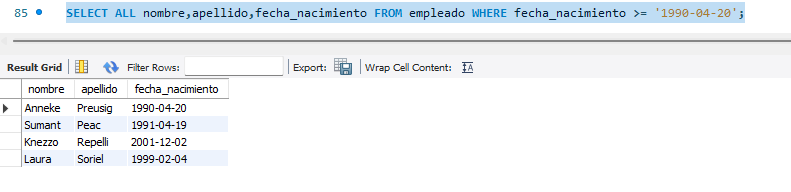 85 SELECT ALL nombre,apellido,fecha_nacimiento FROM empleado WHERE fecha_nacimiento >= '1990-04-20';
Result Grid Filter Rows: Export: Wrap Cell Content:
nombre apellido fecha_nacimiento
Anneke Preusig 1990-04-20
Sumant Peac 1991-04-19
Knezzo Repelli 2001-12-02
Laura Soriel 1999-02-04